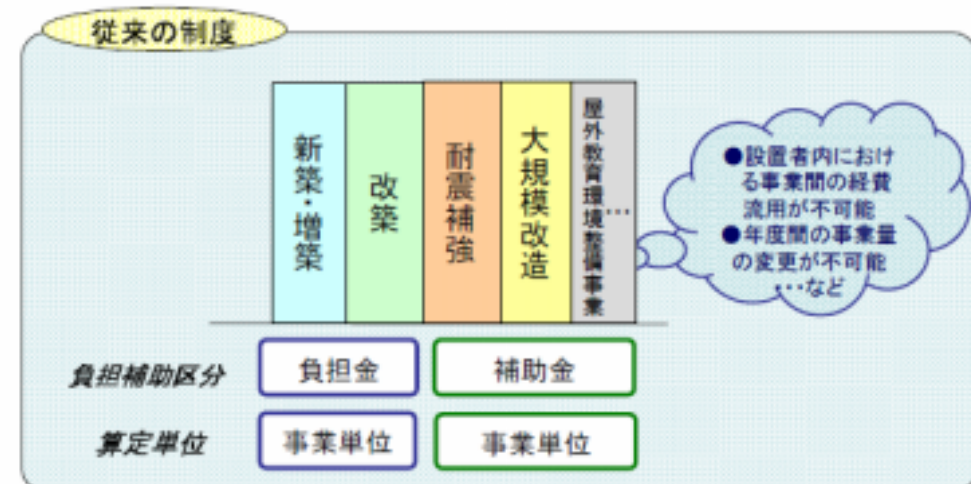 従来の制度
新築・増築
改築
耐震補強
大規模改造
屋外教育環境整備事業
…
●設置者内におけ
る事業間の経費
流用が不可能
●年度間の事業量
の変更が不可能
…など
負担補助区分
負担金
補助金
算定単位
事業単位
事業単位